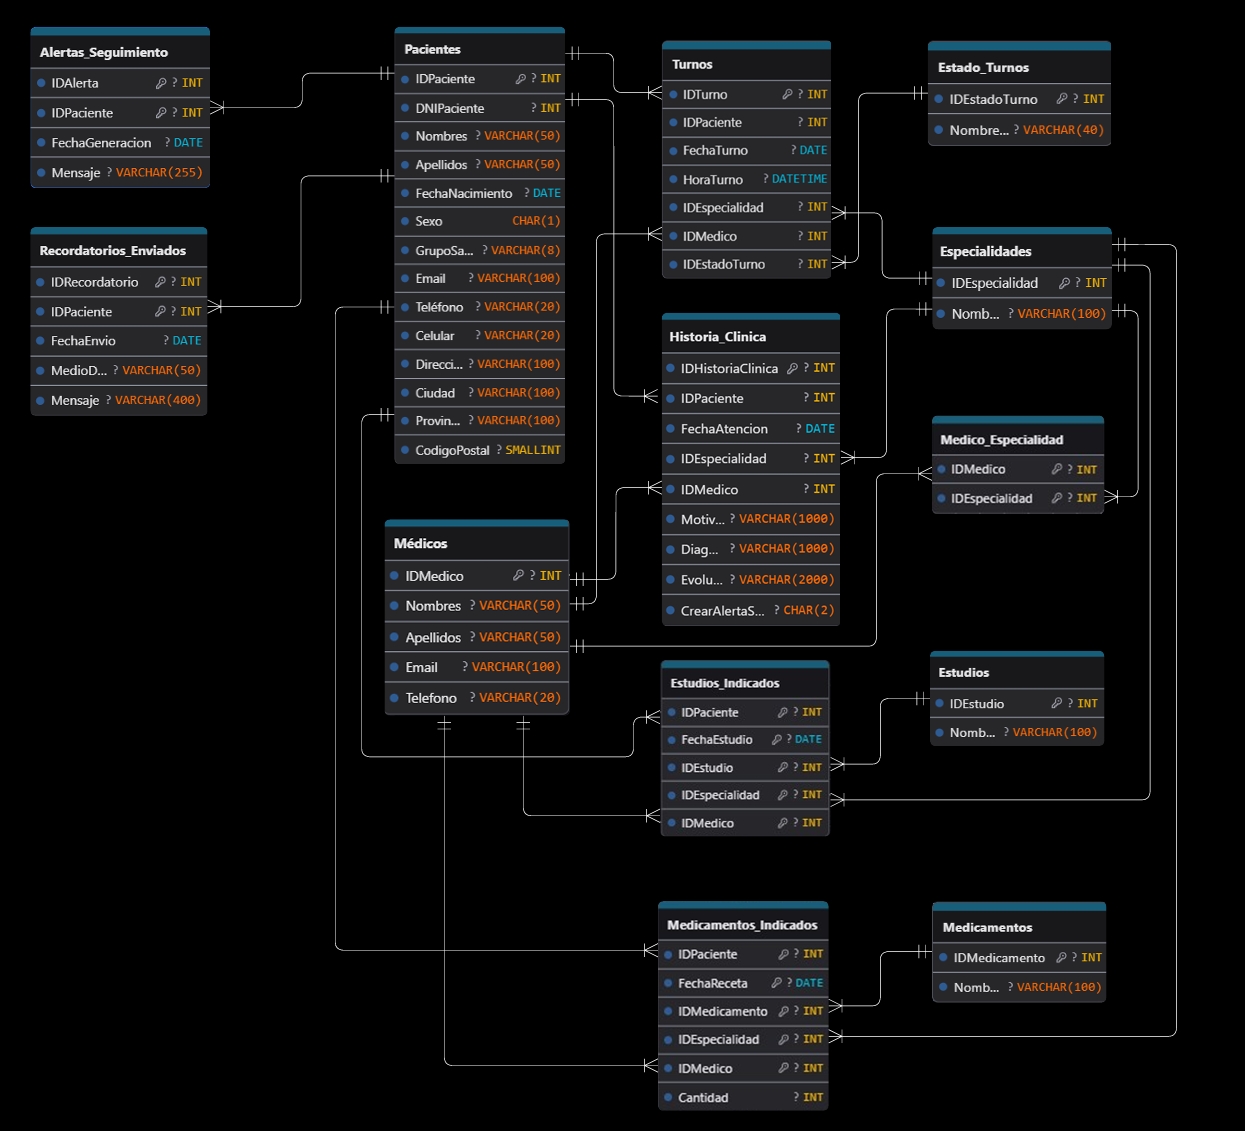 Alertas_Seguimiento
IDAlerta ? INT
IDPaciente ? INT
FechaGeneracion ? DATE
Mensaje ? VARCHAR(255)
Recordatorios_Enviados
IDRecordatorio ? INT
IDPaciente ? INT
FechaEnvio ? DATE
MedioD... ? VARCHAR(50)
Mensaje ? VARCHAR(400)
Pacientes
IDPaciente ? INT
DNIPaciente ? INT
Nombres ? VARCHAR(50)
Apellidos ? VARCHAR(50)
FechaNacimiento ? DATE
Sexo CHAR(1)
GrupoSa... ? VARCHAR(8)
Email ? VARCHAR(100)
Teléfono ? VARCHAR(20)
Celular ? VARCHAR(20)
Direcci... ? VARCHAR(100)
Ciudad ? VARCHAR(100)
Provin... ? VARCHAR(100)
CodigoPostal ? SMALLINT
Médicos
IDMedico ? INT
Nombres ? VARCHAR(50)
Apellidos ? VARCHAR(50)
Email ? VARCHAR(100)
Telefono ? VARCHAR(20)
Turnos
IDTurno ? INT
IDPaciente ? INT
FechaTurno ? DATE
HoraTurno ? DATETIME
IDEspecialidad ? INT
IDMedico ? INT
IDEstadoTurno ? INT
Historia_Clinica
IDHistoriaClinica ? INT
IDPaciente ? INT
FechaAtencion ? DATE
IDEspecialidad ? INT
IDMedico ? INT
Motiv... ? VARCHAR(1000)
Diag... ? VARCHAR(1000)
Evolu... ? VARCHAR(2000)
CrearAlertaS... ? CHAR(2)
Estudios_Indicados
IDPaciente ? INT
FechaEstudio ? DATE
IDEstudio ? INT
IDEspecialidad ? INT
IDMedico ? INT
Medicamentos_Indicados
IDPaciente ? INT
FechaReceta ? DATE
IDMedicamento ? INT
IDEspecialidad ? INT
IDMedico ? INT
Cantidad ? INT
Estado_Turnos
IDEstadoTurno ? INT
Nombre... ? VARCHAR(40)
Especialidades
IDEspecialidad ? INT
Nomb... ? VARCHAR(100)
Medico_Especialidad
IDMedico ? INT
IDEspecialidad ? INT
Estudios
IDEstudio ? INT
Nomb... ? VARCHAR(100)
Medicamentos
IDMedicamento ? INT
Nomb... ? VARCHAR(100)